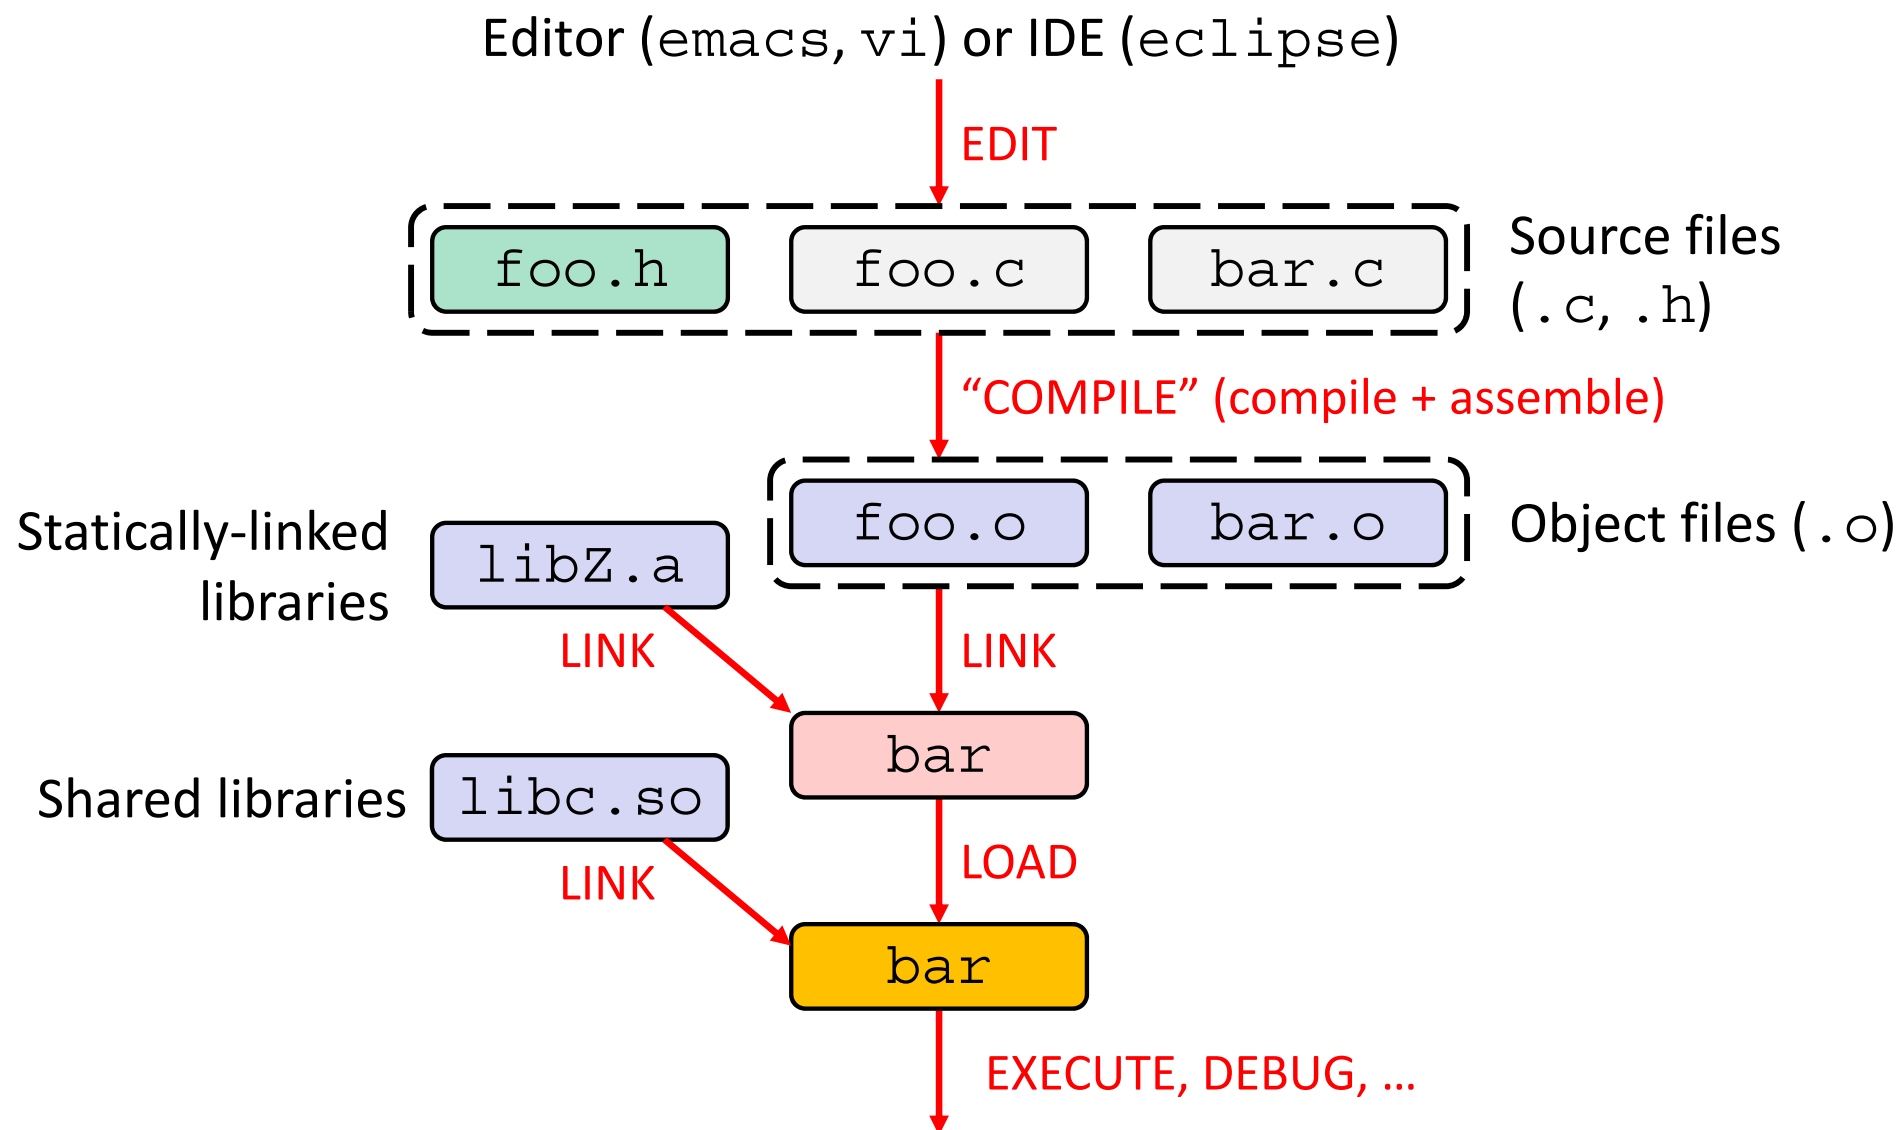 Editor (emacs, vi) or IDE (eclipse)
EDIT
foo.h
foo.c
bar.c
Source files
(.c, .h)
“COMPILE” (compile + assemble)
foo.o
bar.o
Object files (.o)
Statically-linked
libraries
libZ.a
LINK
LINK
bar
Shared libraries
libc.so
LOAD
LINK
bar
EXECUTE, DEBUG, …